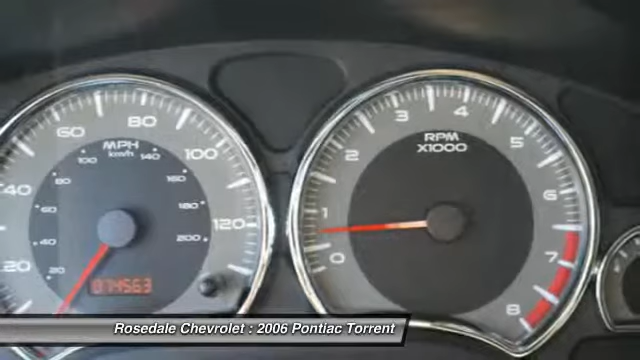 60 80 100 120 40 20
MPH
km/h
20 40 60 80 100 140 160 180 200
074563
RPM
X1000
0 1 2 3 4 5 6 7 8
Rosedale Chevrolet : 2006 Pontiac Torrent